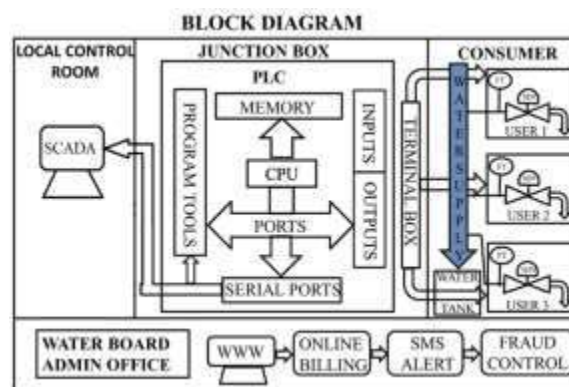 BLOCK DIAGRAM
LOCAL CONTROL
ROOM
JUNCTION BOX
CONSUMER
PLC
MEMORY
PROGRAM TOOLS
INPUTS
CPU
PORTS
OUTPUTS
SERIAL PORTS
SCADA
TERMINAL BOX
WATER SUPPLY
USER 1
USER 2
WATER
TANK
USER 3
WATER BOARD
ADMIN OFFICE
WWW
ONLINE
BILLING
SMS
ALERT
FRAUD
CONTROL